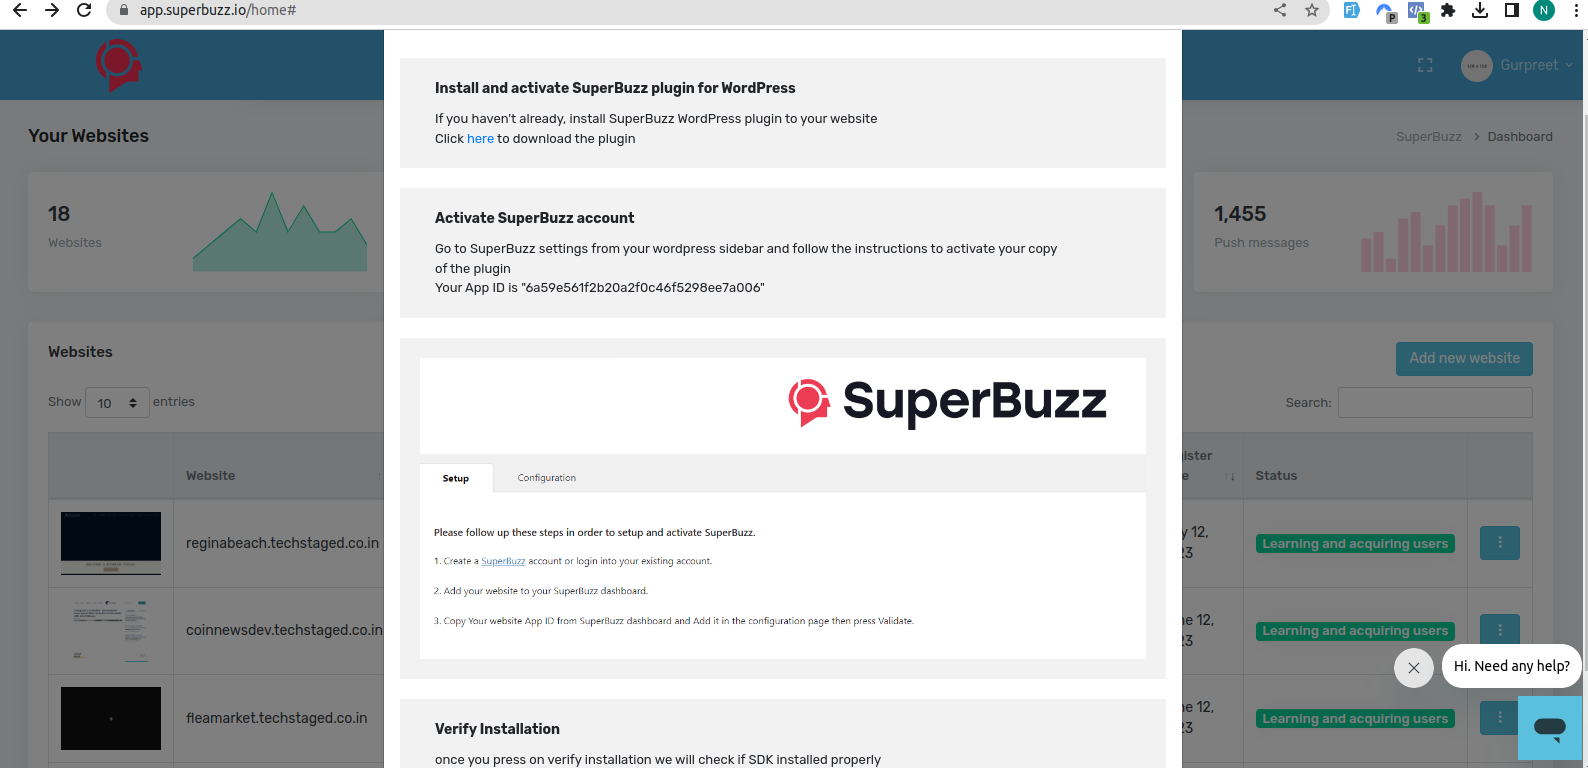 app.superbuzz.io/home#
P
3
N
Gurpreet
Install and activate SuperBuzz plugin for WordPress
If you haven't already, install SuperBuzz WordPress plugin to your website
Click here to download the plugin
Your Websites
SuperBuzz > Dashboard
18
Websites
1,455
Push messages
Activate SuperBuzz account
Go to SuperBuzz settings from your wordpress sidebar and follow the instructions to activate your copy
of the plugin
Your App ID is "6a59e561f2b20a2f0c46f5298ee7a006"
Websites
Add new website
Show 10 entries
Search:
SuperBuzz
Website
Status
Setup
Configuration
Please follow up these steps in order to setup and activate SuperBuzz.
1. Create a SuperBuzz account or login into your existing account.
2. Add your website to your SuperBuzz dashboard.
3. Copy Your website App ID from SuperBuzz dashboard and Add it in the configuration page then press Validate.
reginabeach.techstaged.co.in
12,
Learning and acquiring users
coinnewsdev.techstaged.co.in
12,
Learning and acquiring users
fleamarket.techstaged.co.in
12,
Learning and acquiring users
Hi. Need any help?
Verify Installation
once you press on verify installation we will check if SDK installed properly